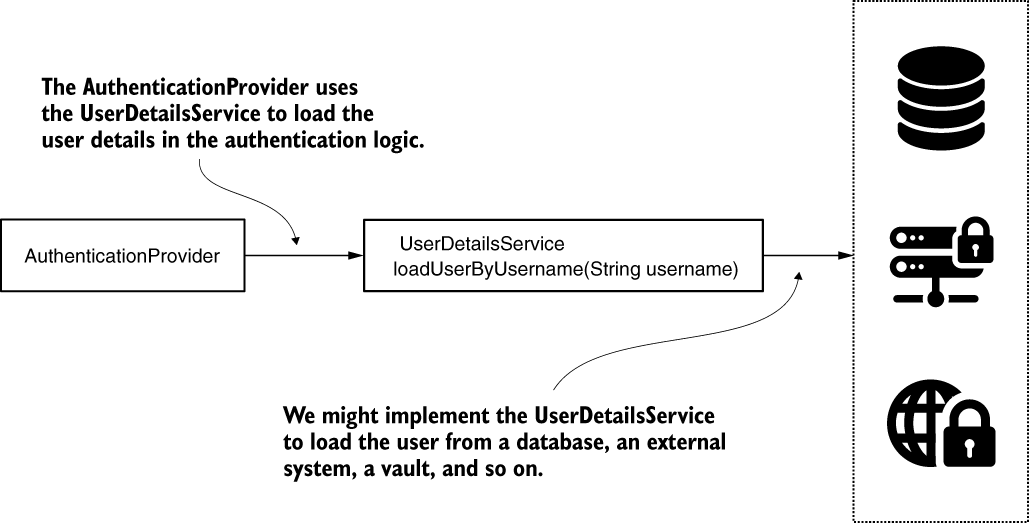 The AuthenticationProvider uses
the UserDetailsService to load the
user details in the authentication logic.
AuthenticationProvider
UserDetailsService
loadUserByUsername(String username)
We might implement the UserDetailsService
to load the user from a database, an external
system, a vault, and so on.